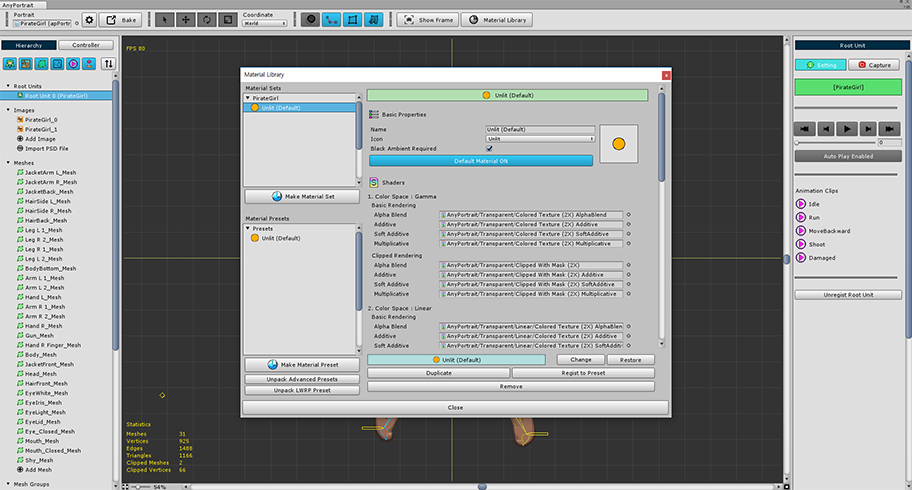 AnyPortrait
Portrait
PirateGirl (apPort
Bake
Coordinate
World
Show Frame
Material Library
Hierarchy
Controller
Root Units
Root Unit 0 (PirateGirl)
Images
PirateGirl_0
PirateGirl_1
Add Image
Import PSD File
Meshes
JacketArm L_Mesh
JacketArm R_Mesh
JacketBack_Mesh
HairSide L_Mesh
HairSide R_Mesh
HairBack_Mesh
Leg L 1_Mesh
Leg R 2_Mesh
Leg R 1_Mesh
Leg L 2_Mesh
BodyBottom_Mesh
Arm L 1_Mesh
Arm L 2_Mesh
Hand L_Mesh
Arm R 1_Mesh
Arm R 2_Mesh
Hand R_Mesh
Gun_Mesh
Hand R Finger_Mesh
Body_Mesh
JacketFront_Mesh
Head_Mesh
HairFront_Mesh
EyeWhite_Mesh
EyeIris_Mesh
EyeLight_Mesh
EyeLid_Mesh
Eye_Closed_Mesh
Mouth_Mesh
Mouth_Closed_Mesh
Shy_Mesh
Add Mesh
Mesh Groups
FPS 80
Statistics
Meshes 31
Vertices 925
Edges 1488
Triangles 1166
Clipped Meshes 2
Clipped Vertices 66
54%
Material Library
Material Sets
PirateGirl
Unlit (Default)
Make Material Set
Material Presets
Presets
Unlit (Default)
Make Material Preset
Unpack Advanced Presets
Unpack LWRP Preset
Unlit (Default)
Basic Properties
Name Unlit (Default)
Icon Unlit
Black Ambient Required
Default Material ON
Shaders
1. Color Space : Gamma
Basic Rendering
Alpha Blend AnyPortrait/Transparent/Colored Texture (2X) AlphaBlend
Additive AnyPortrait/Transparent/Colored Texture (2X) Additive
Soft Additive AnyPortrait/Transparent/Colored Texture (2X) SoftAdditive
Multiplicative AnyPortrait/Transparent/Colored Texture (2X) Multiplicative
Clipped Rendering
Alpha Blend AnyPortrait/Transparent/Clipped With Mask (2X)
Additive AnyPortrait/Transparent/Clipped With Mask (2X) Additive
Soft Additive AnyPortrait/Transparent/Clipped With Mask (2X) SoftAdditive
Multiplicative AnyPortrait/Transparent/Clipped With Mask (2X) Multiplicative
2. Color Space : Linear
Basic Rendering
Alpha Blend AnyPortrait/Transparent/Linear/Colored Texture (2X) AlphaBlen
Additive AnyPortrait/Transparent/Linear/Colored Texture (2X) Additive
Soft Additive AnyPortrait/Transparent/Linear/Colored Texture (2X) SoftAdditi
Unlit (Default)
Change
Restore
Duplicate
Regist to Preset
Remove
Close
Root Unit
Setting
Capture
[PirateGirl]
0
Auto Play Enabled
Animation Clips
Idle
Run
MoveBackward
Shoot
Damaged
Unregist Root Unit